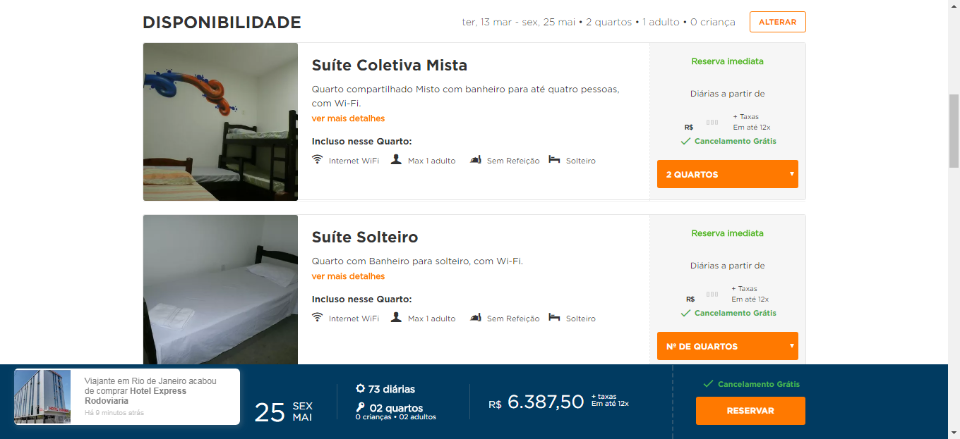 DISPONIBILIDADE
ter, 13 mar - sex, 25 mai • 2 quartos • 1 adulto • 0 criança
ALTERAR
Suíte Coletiva Mista
Quarto compartilhado Misto com banheiro para até quatro pessoas,
com Wi-Fi.
ver mais detalhes
Incluso nesse Quarto:
Internet WiFi
Max 1 adulto
Sem Refeição
Solteiro
Reserva imediata
Diárias a partir de
R$
+ Taxas
Em até 12x
Cancelamento Grátis
2 QUARTOS
Suíte Solteiro
Quarto com Banheiro para solteiro, com Wi-Fi.
ver mais detalhes
Incluso nesse Quarto:
Internet WiFi
Max 1 adulto
Sem Refeição
Solteiro
Reserva imediata
Diárias a partir de
R$
+ Taxas
Em até 12x
Cancelamento Grátis
Nº DE QUARTOS
Viajante em Rio de Janeiro acabou
de comprar Hotel Express
Rodoviaria
Há 9 minutos atrás
25 SEX MAI
73 diárias
02 quartos
0 crianças • 02 adultos
R$ 6.387,50
+ taxas
Em até 12x
Cancelamento Grátis
RESERVAR